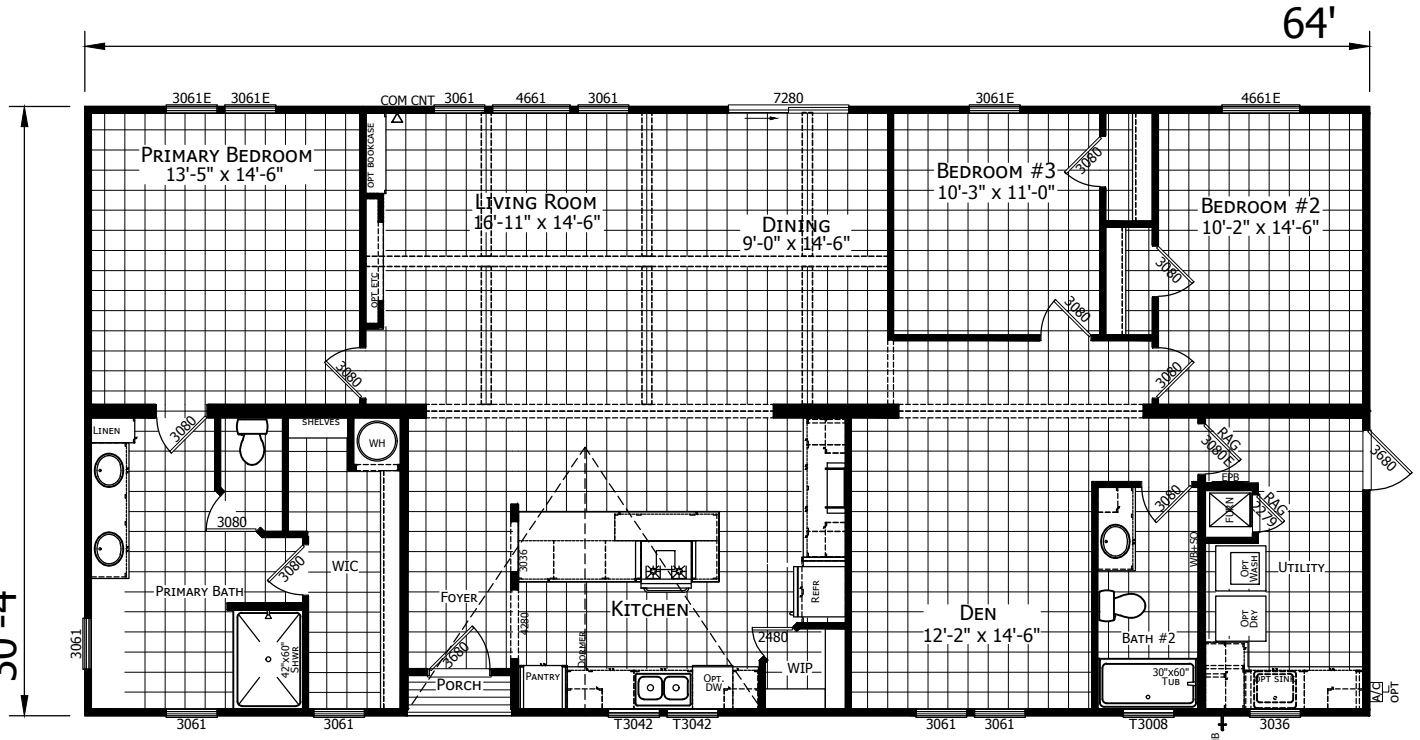 64'
30'-4
3061E 3061E
COM CNT 3061 4661 3061
7280
3061E
4661E
PRIMARY BEDROOM
13'-5" x 14'-6"
OPT BOOKCASE
OPT ETC
LIVING ROOM
16'-11" x 14'-6"
DINING
9'-0" x 14'-6"
BEDROOM #3
10'-3" x 11'-0"
BEDROOM #2
10'-2" x 14'-6"
3080
3080
3080
3080
3080
LINEN
3080
SHELVES
WH
3080
3080
WIC
PRIMARY BATH
42"x60"
SHWR
3061
FOYER
3680
PORCH
3036
4280
DORMER
KITCHEN
REFR
2480
WIP
PANTRY
OPT.
DW
DEN
12'-2" x 14'-6"
RAG
3080E
EPB
3680
3080
FURN
RAG
2279
WB+SO
OPT
WASH
UTILITY
OPT
DRY
BATH #2
30"x60"
TUB
OPT SINK
A/C
OPT
3061
3061
T3042 T3042
3061 3061
T3008
3036